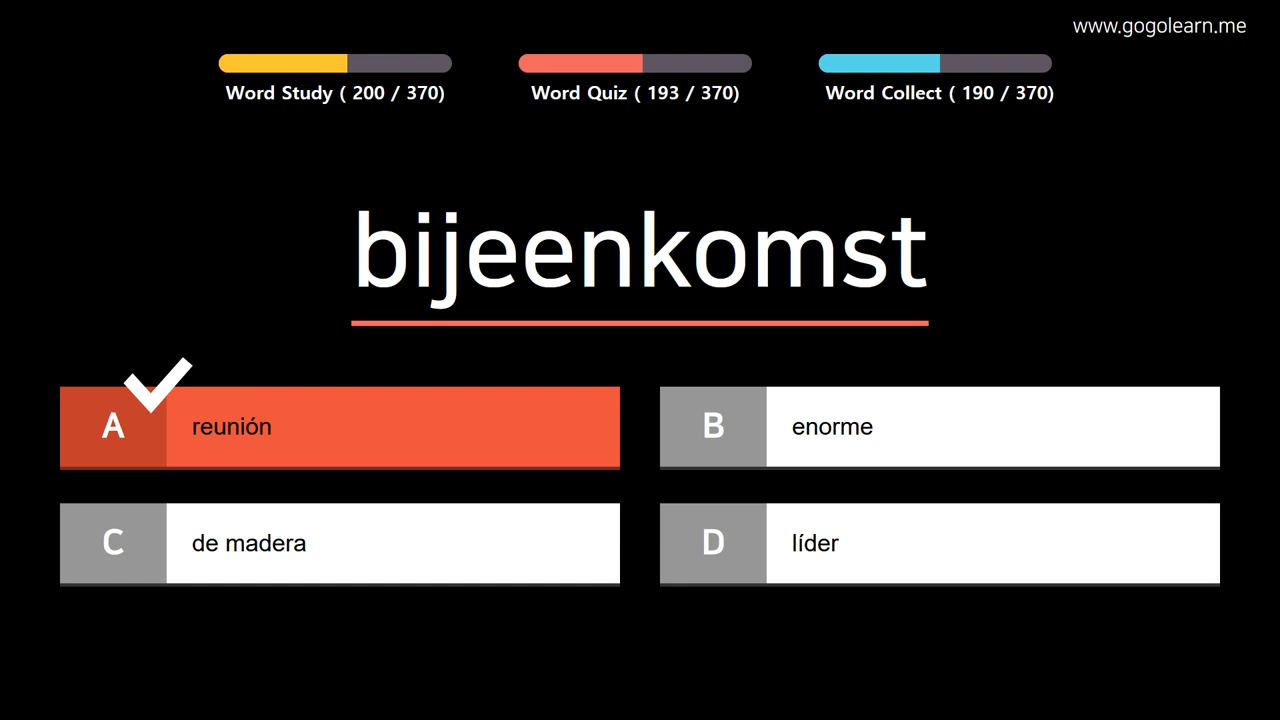 www.gogolearn.me
Word Study ( 200 / 370)
Word Quiz ( 193 / 370)
Word Collect ( 190 / 370)
bijeenkomst
A reunión
B enorme
C de madera
D líder